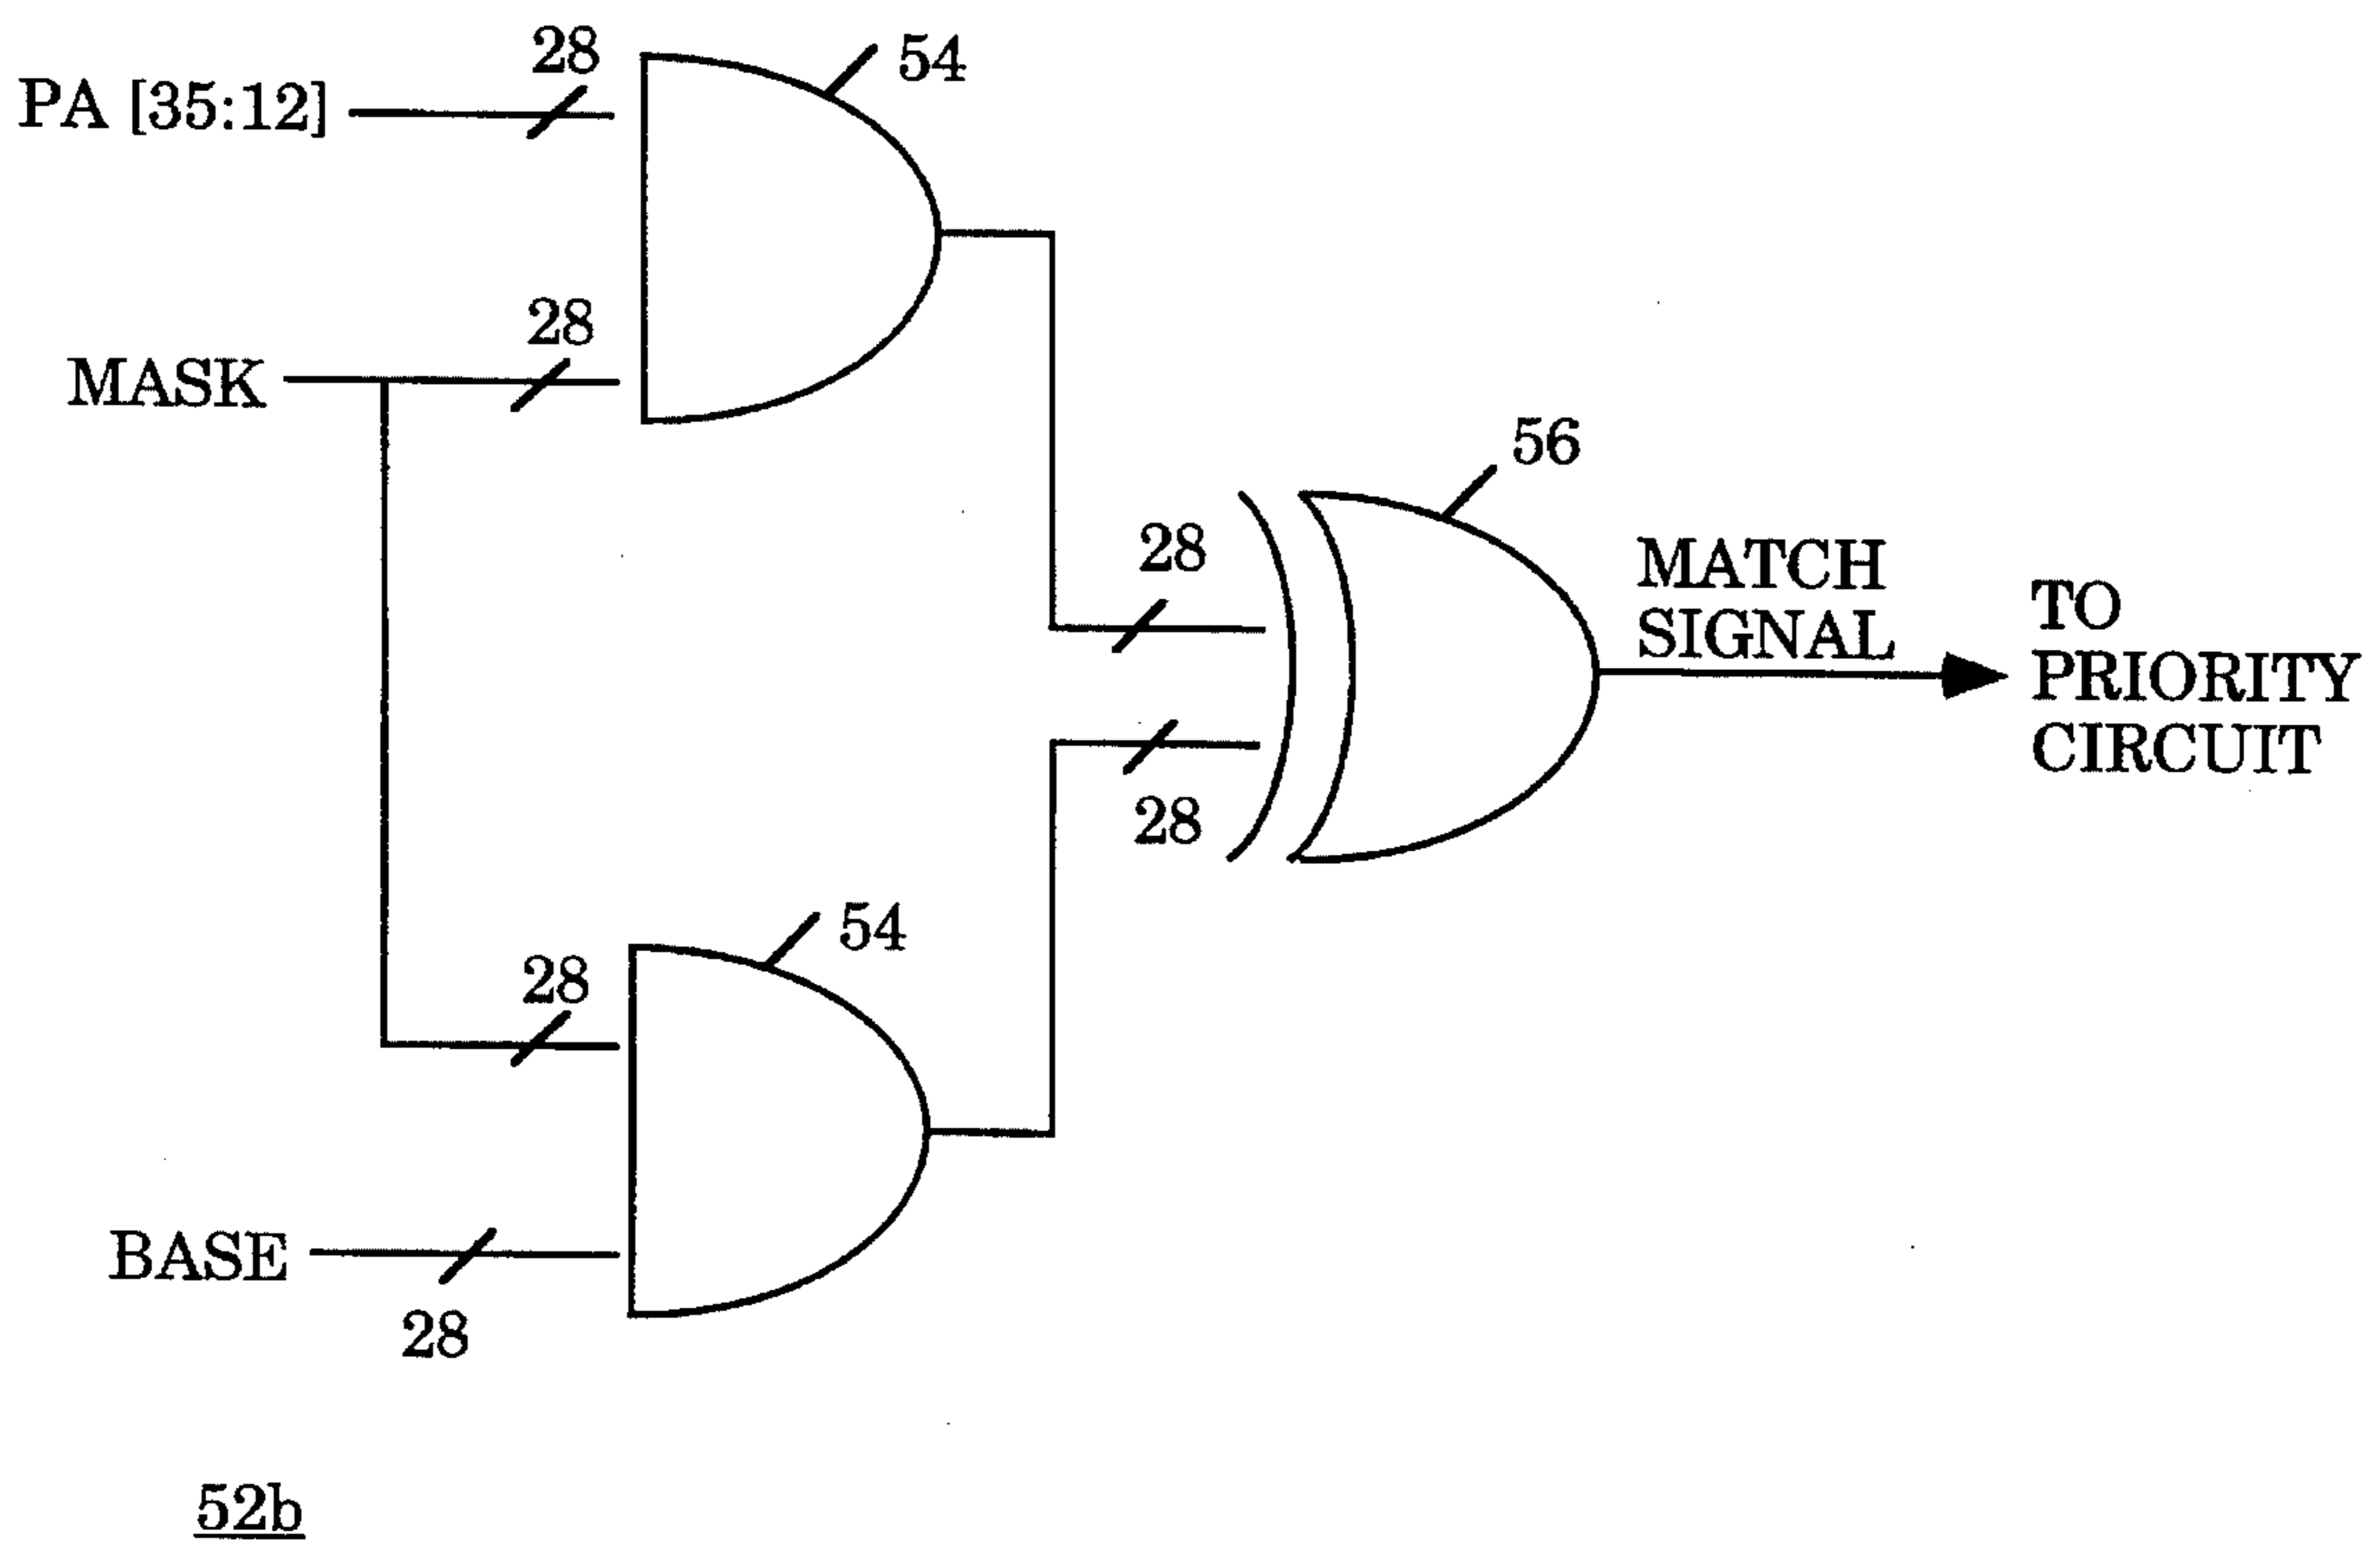 28
54
PA [35:12]
28
MASK
56
28
MATCH
SIGNAL
TO
PRIORITY
CIRCUIT
28
54
28
BASE
28
52b